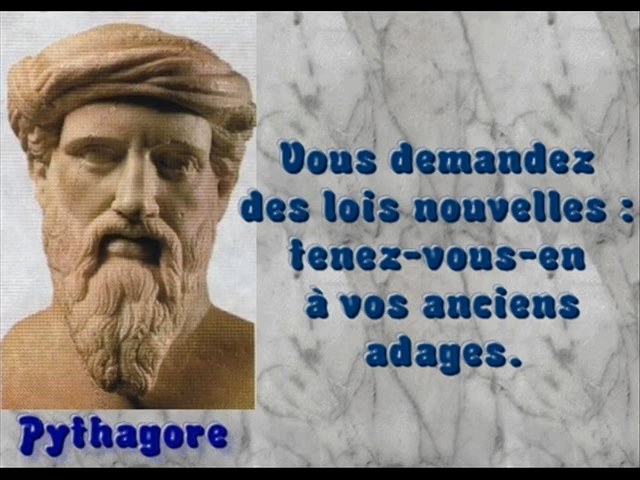 Vous demandez
des lois nouvelles :
tenez-vous-en
à vos anciens
adages.
Pythagore